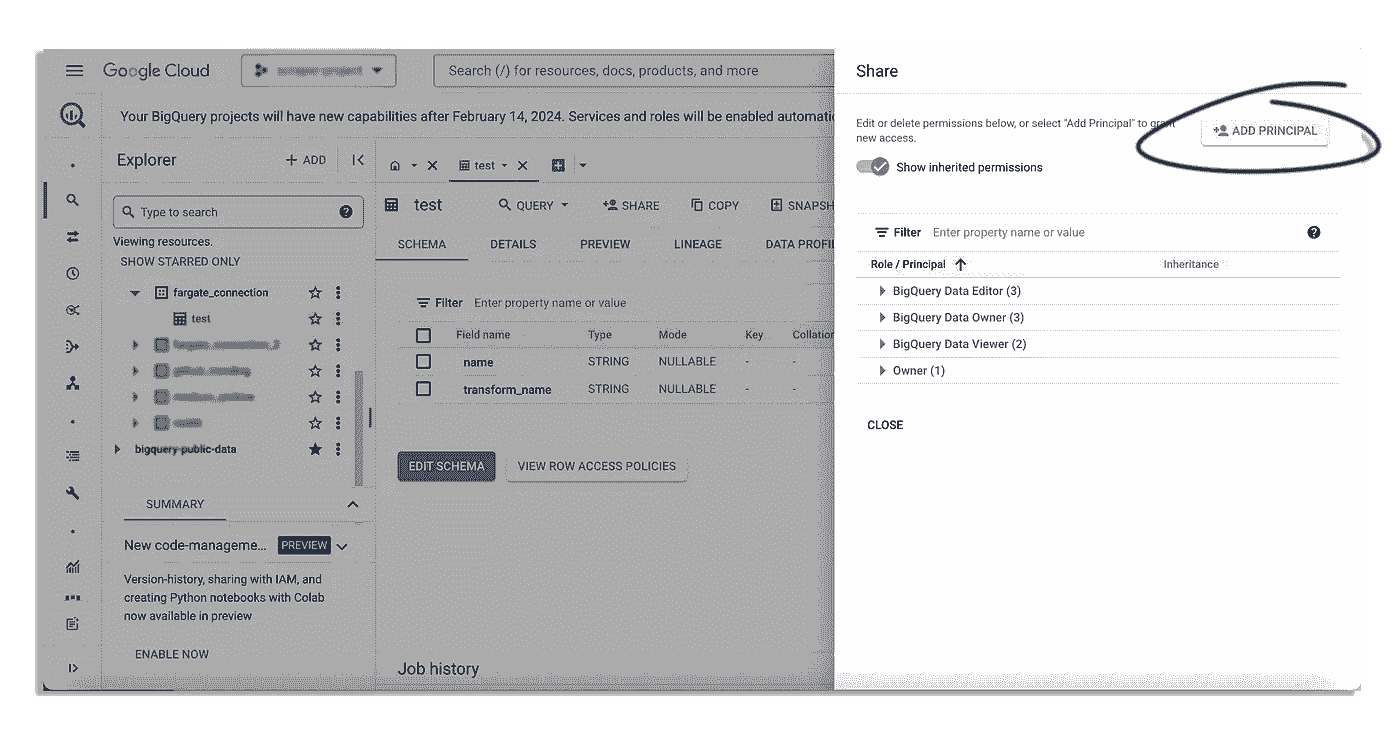 Google Cloud
Search (/) for resources, docs, products, and more
Your BigQuery projects will have new capabilities after February 14, 2024. Services and roles will be enabled automatic
Explorer
+ ADD
Type to search
Viewing resources.
SHOW STARRED ONLY
fargate_connection
test
bigquery-public-data
SUMMARY
New code-manageme... PREVIEW
Version-history, sharing with IAM, and
creating Python notebooks with Colab
now available in preview
ENABLE NOW
test
test QUERY SHARE COPY SNAPSH
SCHEMA DETAILS PREVIEW LINEAGE DATA PROFI
Filter Enter property name or value
Field name Type Mode Key Collation
name STRING NULLABLE - -
transform_name STRING NULLABLE - -
EDIT SCHEMA VIEW ROW ACCESS POLICIES
Job history
Share
Edit or delete permissions below, or select "Add Principal" to grant
new access.
ADD PRINCIPAL
Show inherited permissions
Filter Enter property name or value
Role / Principal Inheritance
BigQuery Data Editor (3)
BigQuery Data Owner (3)
BigQuery Data Viewer (2)
Owner (1)
CLOSE